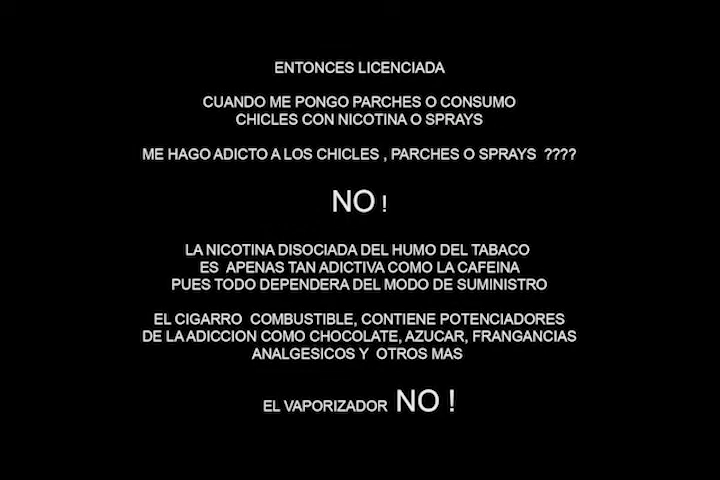 ENTONCES LICENCIADA
CUANDO ME PONGO PARCHES O CONSUMO
CHICLES CON NICOTINA O SPRAYS
ME HAGO ADICTO A LOS CHICLES , PARCHES O SPRAYS ????
NO !
LA NICOTINA DISOCIADA DEL HUMO DEL TABACO
ES APENAS TAN ADICTIVA COMO LA CAFEINA
PUES TODO DEPENDERA DEL MODO DE SUMINISTRO
EL CIGARRO COMBUSTIBLE, CONTIENE POTENCIADORES
DE LA ADICCION COMO CHOCOLATE, AZUCAR, FRANGANCIAS
ANALGESICOS Y OTROS MAS
EL VAPORIZADOR NO !